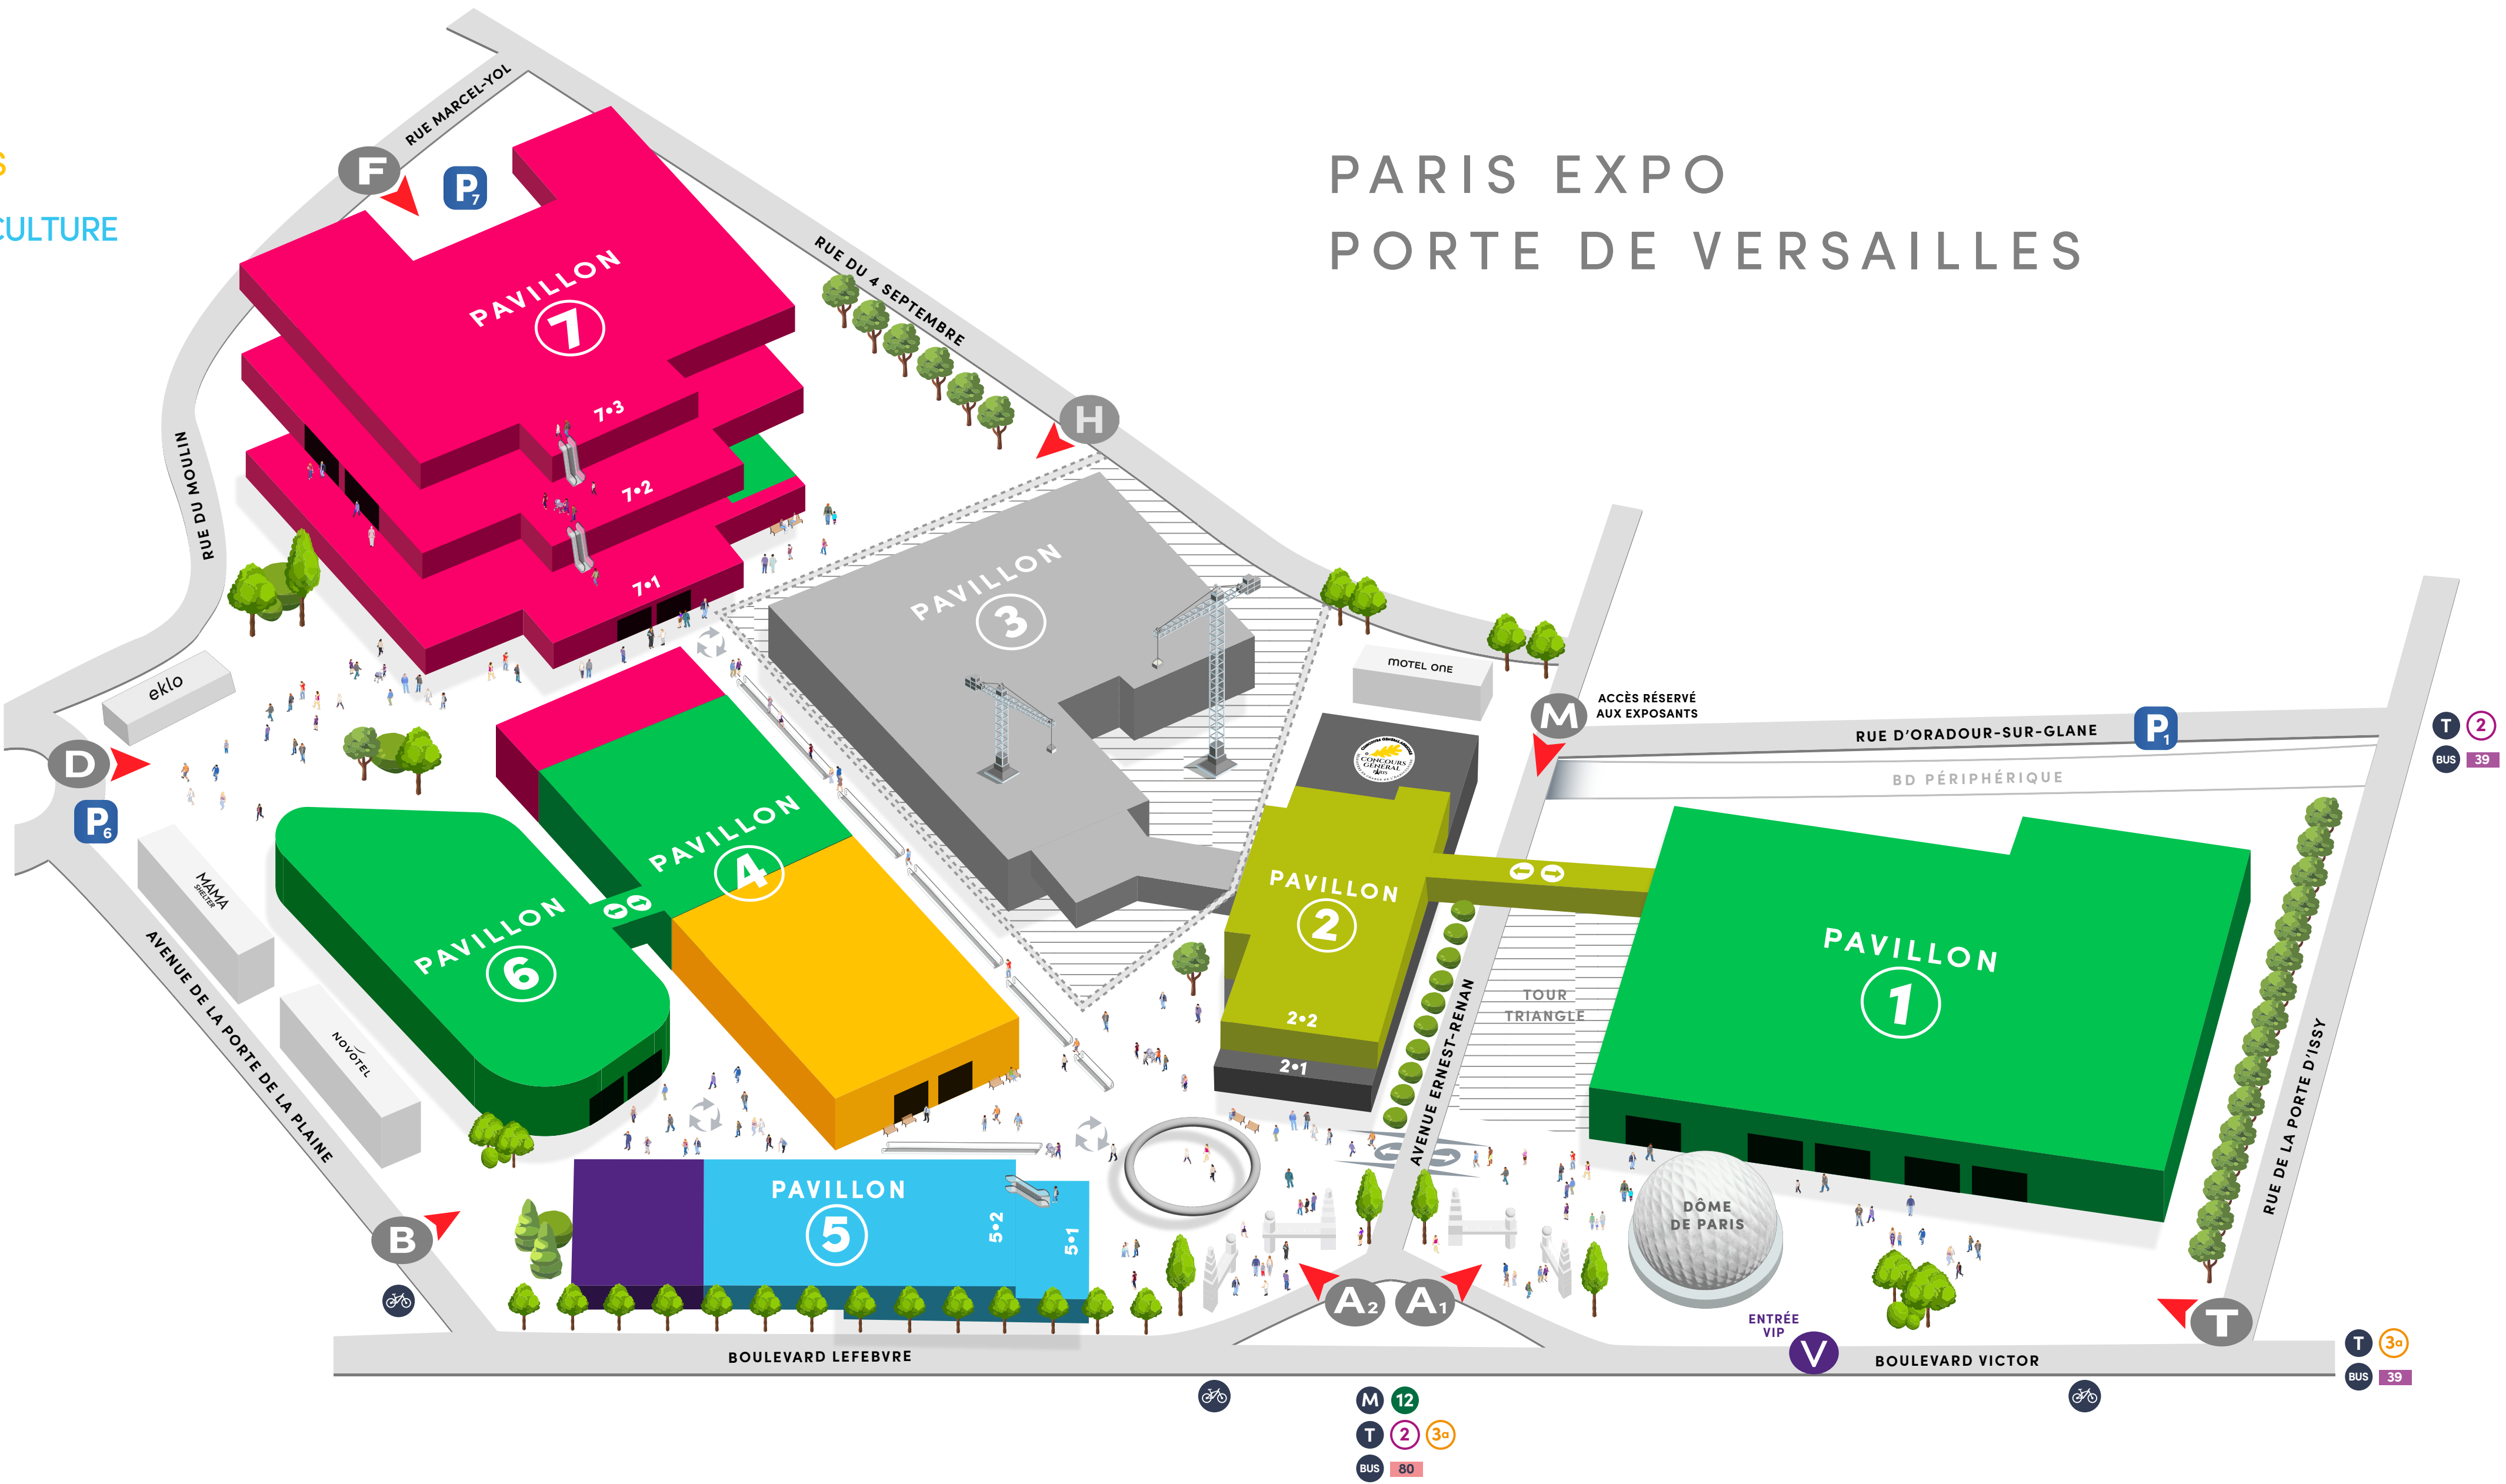 S
CULTURE
PARIS EXPO
PORTE DE VERSAILLES
RUE MARCEL-YOL
F
P7
PAVILLON
7
7•3
7•2
7•1
RUE DU 4 SEPTEMBRE
H
RUE DU MOULIN
eklo
D
P6
PAVILLON
3
MOTEL ONE
M
ACCÈS RÉSERVÉ
AUX EXPOSANTS
RUE D'ORADOUR-SUR-GLANE
P1
BD PÉRIPHÉRIQUE
T 2
BUS 39
CONCOURS
GÉNÉRAL
PARIS
PAVILLON
4
PAVILLON
6
MAMA
SHELTER
NOVOTEL
AVENUE DE LA PORTE DE LA PLAINE
PAVILLON
2
2•2
2•1
AVENUE ERNEST-RENAN
TOUR
TRIANGLE
PAVILLON
1
RUE DE LA PORTE D'ISSY
B
PAVILLON
5
5•2
5•1
DÔME
DE PARIS
A2
A1
ENTRÉE
VIP
V
T
BOULEVARD LEFEBVRE
BOULEVARD VICTOR
T 3a
BUS 39
M 12
T 2 3a
BUS 80